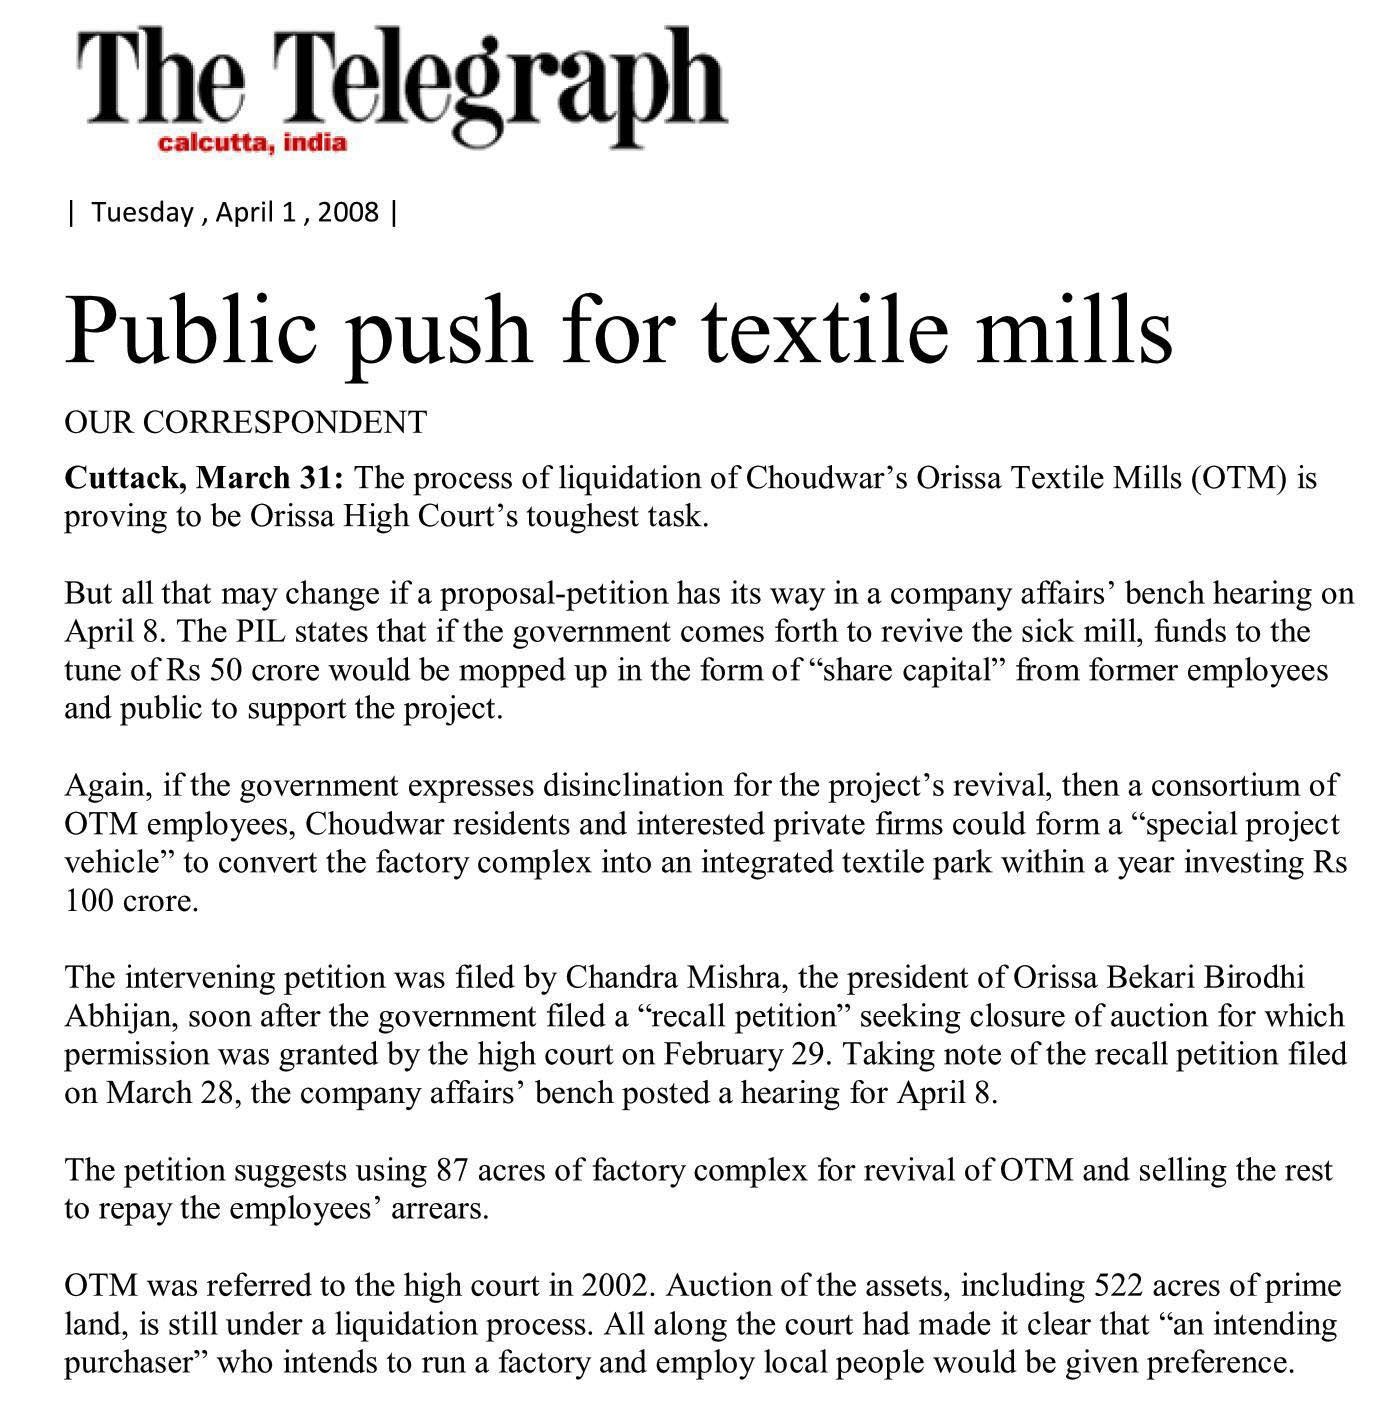 The Telegraph
calcutta, india
| Tuesday , April 1 , 2008 |
Public push for textile mills
OUR CORRESPONDENT
Cuttack, March 31: The process of liquidation of Choudwar’s Orissa Textile Mills (OTM) is
proving to be Orissa High Court’s toughest task.
But all that may change if a proposal-petition has its way in a company affairs’ bench hearing on
April 8. The PIL states that if the government comes forth to revive the sick mill, funds to the
tune of Rs 50 crore would be mopped up in the form of “share capital” from former employees
and public to support the project.
Again, if the government expresses disinclination for the project’s revival, then a consortium of
OTM employees, Choudwar residents and interested private firms could form a “special project
vehicle” to convert the factory complex into an integrated textile park within a year investing Rs
100 crore.
The intervening petition was filed by Chandra Mishra, the president of Orissa Bekari Birodhi
Abhijan, soon after the government filed a “recall petition” seeking closure of auction for which
permission was granted by the high court on February 29. Taking note of the recall petition filed
on March 28, the company affairs’ bench posted a hearing for April 8.
The petition suggests using 87 acres of factory complex for revival of OTM and selling the rest
to repay the employees’ arrears.
OTM was referred to the high court in 2002. Auction of the assets, including 522 acres of prime
land, is still under a liquidation process. All along the court had made it clear that “an intending
purchaser” who intends to run a factory and employ local people would be given preference.